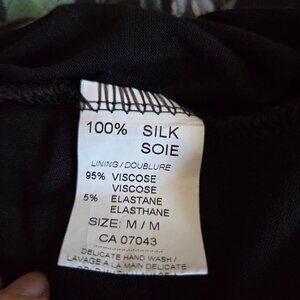 100% SILK
SOIE
LINING / DOUBLURE
95% VISCOSE
VISCOSE
5% ELASTANE
ELASTHANE
SIZE: M / M
CA 07043
DELICATE HAND WASH /
LAVAGE A LA MAIN DELICATE